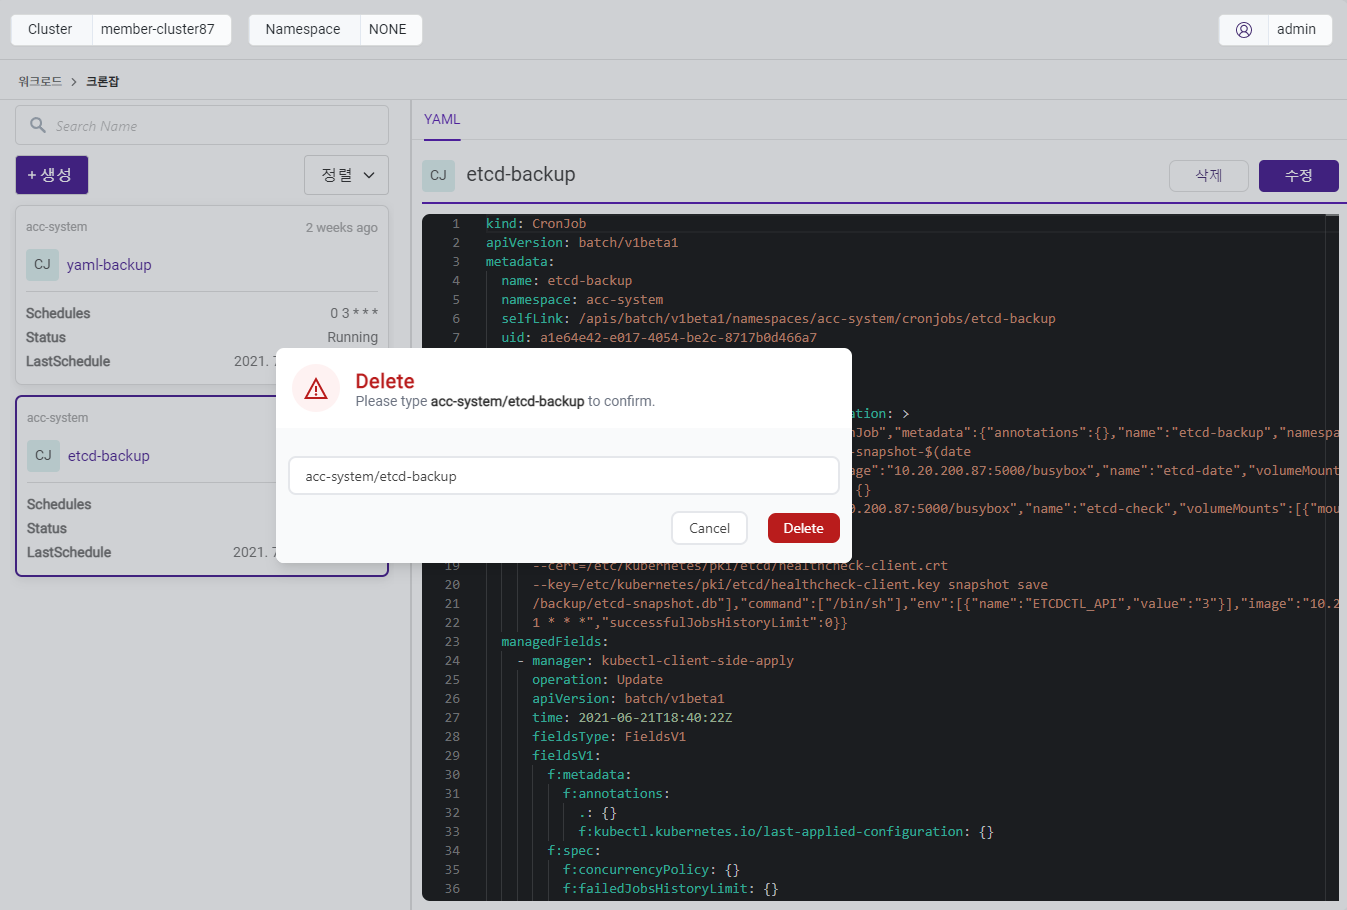 Cluster member-cluster87 Namespace NONE admin
워크로드 > 크론잡
Search Name
+ 생성 정렬
acc-system 2 weeks ago
CJ yaml-backup
Schedules 0 3 * * *
Status Running
LastSchedule 2021. 7
acc-system
CJ etcd-backup
Schedules
Status
LastSchedule 2021. 7
YAML
CJ etcd-backup 삭제 수정
1 kind: CronJob
2 apiVersion: batch/v1beta1
3 metadata:
4 name: etcd-backup
5 namespace: acc-system
6 selfLink: /apis/batch/v1beta1/namespaces/acc-system/cronjobs/etcd-backup
7 uid: a1e64e42-e017-4054-be2c-8717b0d466a7
ation: >
nJob","metadata":{"annotations":{},"name":"etcd-backup","namespa
-snapshot-$(date
age":"10.20.200.87:5000/busybox","name":"etcd-date","volumeMount
{}
0.200.87:5000/busybox","name":"etcd-check","volumeMounts":[{"mou
19 --cert=/etc/kubernetes/pki/etcd/healthcheck-client.crt
20 --key=/etc/kubernetes/pki/etcd/healthcheck-client.key snapshot save
21 /backup/etcd-snapshot.db"],"command":["/bin/sh"],"env":[{"name":"ETCDCTL_API","value":"3"}],"image":"10.2
22 1 * * *","successfulJobsHistoryLimit":0}}
23 managedFields:
24 - manager: kubectl-client-side-apply
25 operation: Update
26 apiVersion: batch/v1beta1
27 time: 2021-06-21T18:40:22Z
28 fieldsType: FieldsV1
29 fieldsV1:
30 f:metadata:
31 f:annotations:
32 .: {}
33 f:kubectl.kubernetes.io/last-applied-configuration: {}
34 f:spec:
35 f:concurrencyPolicy: {}
36 f:failedJobsHistoryLimit: {}
Delete
Please type acc-system/etcd-backup to confirm.
acc-system/etcd-backup
Cancel Delete